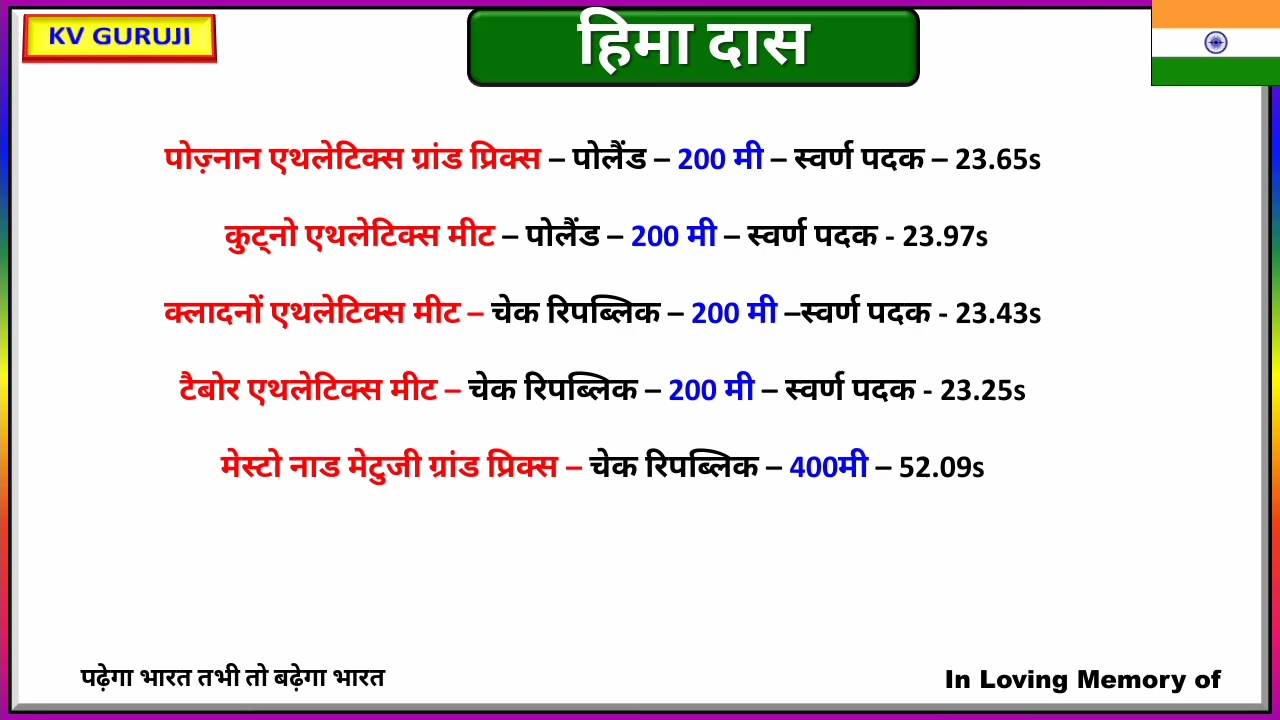 KV GURUJI
हिमा दास
पोज़्नान एथलेटिक्स ग्रांड प्रिक्स – पोलैंड – 200 मी – स्वर्ण पदक – 23.65s
कुट्नो एथलेटिक्स मीट – पोलैंड – 200 मी – स्वर्ण पदक - 23.97s
क्लादनों एथलेटिक्स मीट – चेक रिपब्लिक – 200 मी –स्वर्ण पदक - 23.43s
टैबोर एथलेटिक्स मीट – चेक रिपब्लिक – 200 मी – स्वर्ण पदक - 23.25s
मेस्टो नाड मेटुजी ग्रांड प्रिक्स – चेक रिपब्लिक – 400मी – 52.09s
पढ़ेगा भारत तभी तो बढ़ेगा भारत
In Loving Memory of